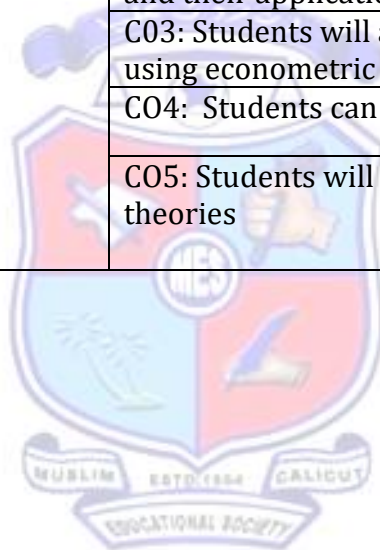 and their applicatio
C03: Students will a
using econometric
CO4: Students can
CO5: Students will
theories
MES
MUSLIM ESTD.1964 CALICUT
EDUCATIONAL SOCIETY